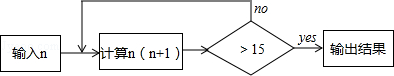 no
输入n
计算n（n+1）
＞15
yes
输出结果